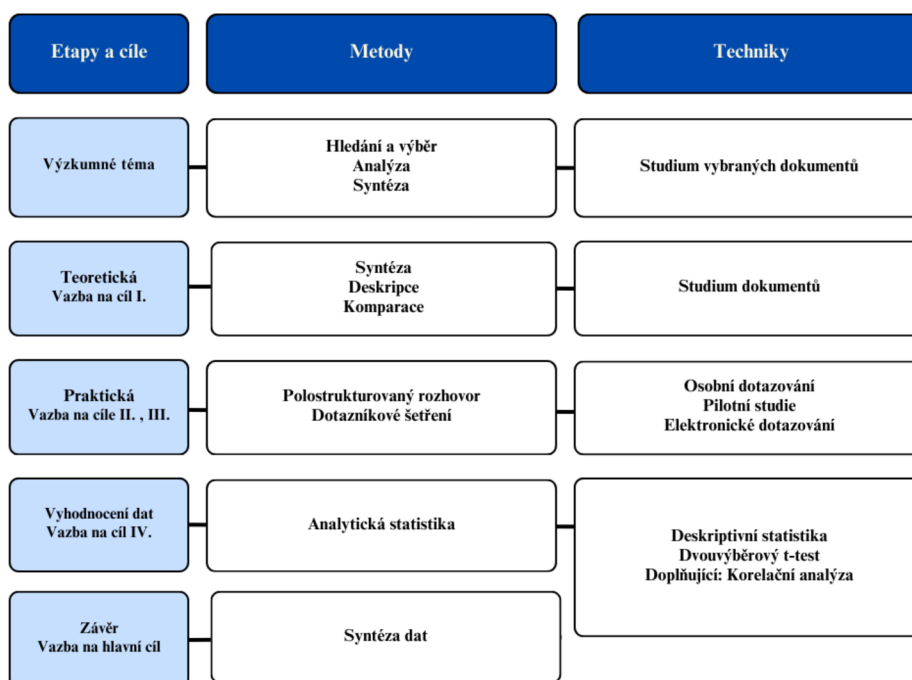 Etapy a cíle
Metody
Techniky
Výzkumné téma
Hledání a výběr
Analýza
Syntéza
Studium vybraných dokumentů
Teoretická
Vazba na cíl I.
Syntéza
Deskripce
Komparace
Studium dokumentů
Praktická
Vazba na cíle II. , III.
Polostrukturovaný rozhovor
Dotazníkové šetření
Osobní dotazování
Pilotní studie
Elektronické dotazování
Vyhodnocení dat
Vazba na cíl IV.
Analytická statistika
Deskriptivní statistika
Dvouvýběrový t-test
Doplňující: Korelační analýza
Závěr
Vazba na hlavní cíl
Syntéza dat